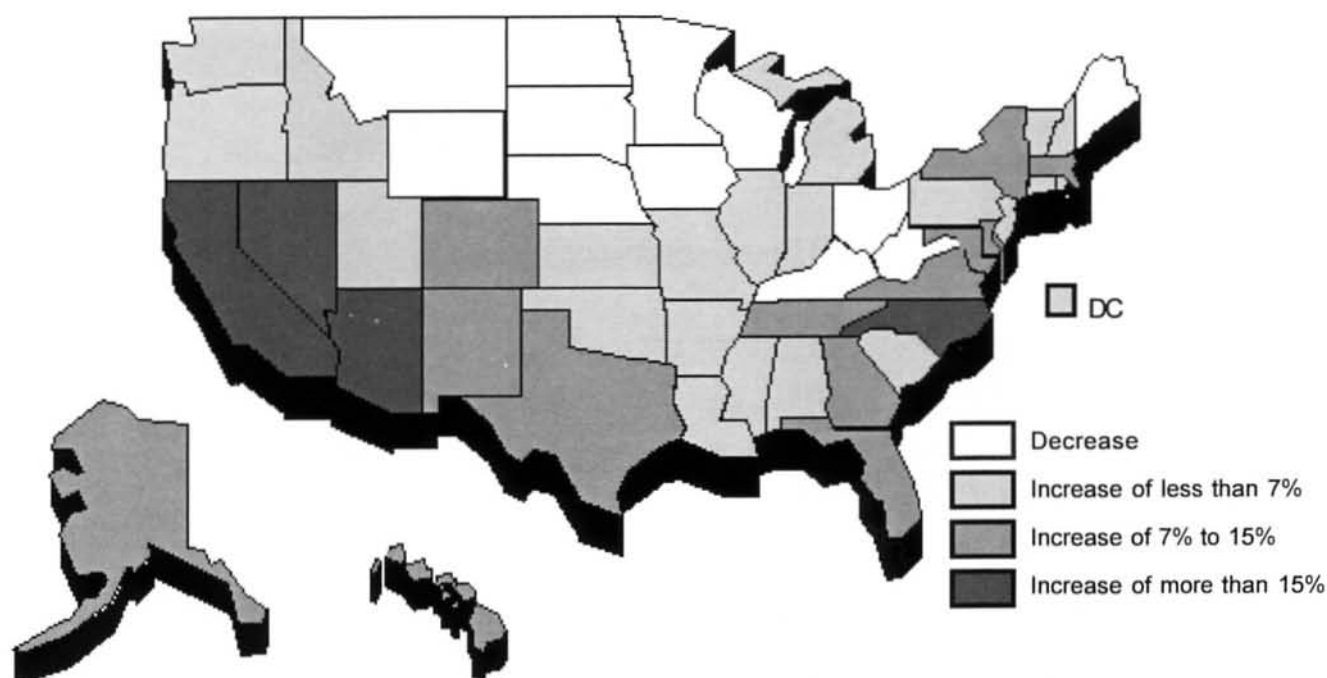 DC
Decrease
Increase of less than 7%
Increase of 7% to 15%
Increase of more than 15%